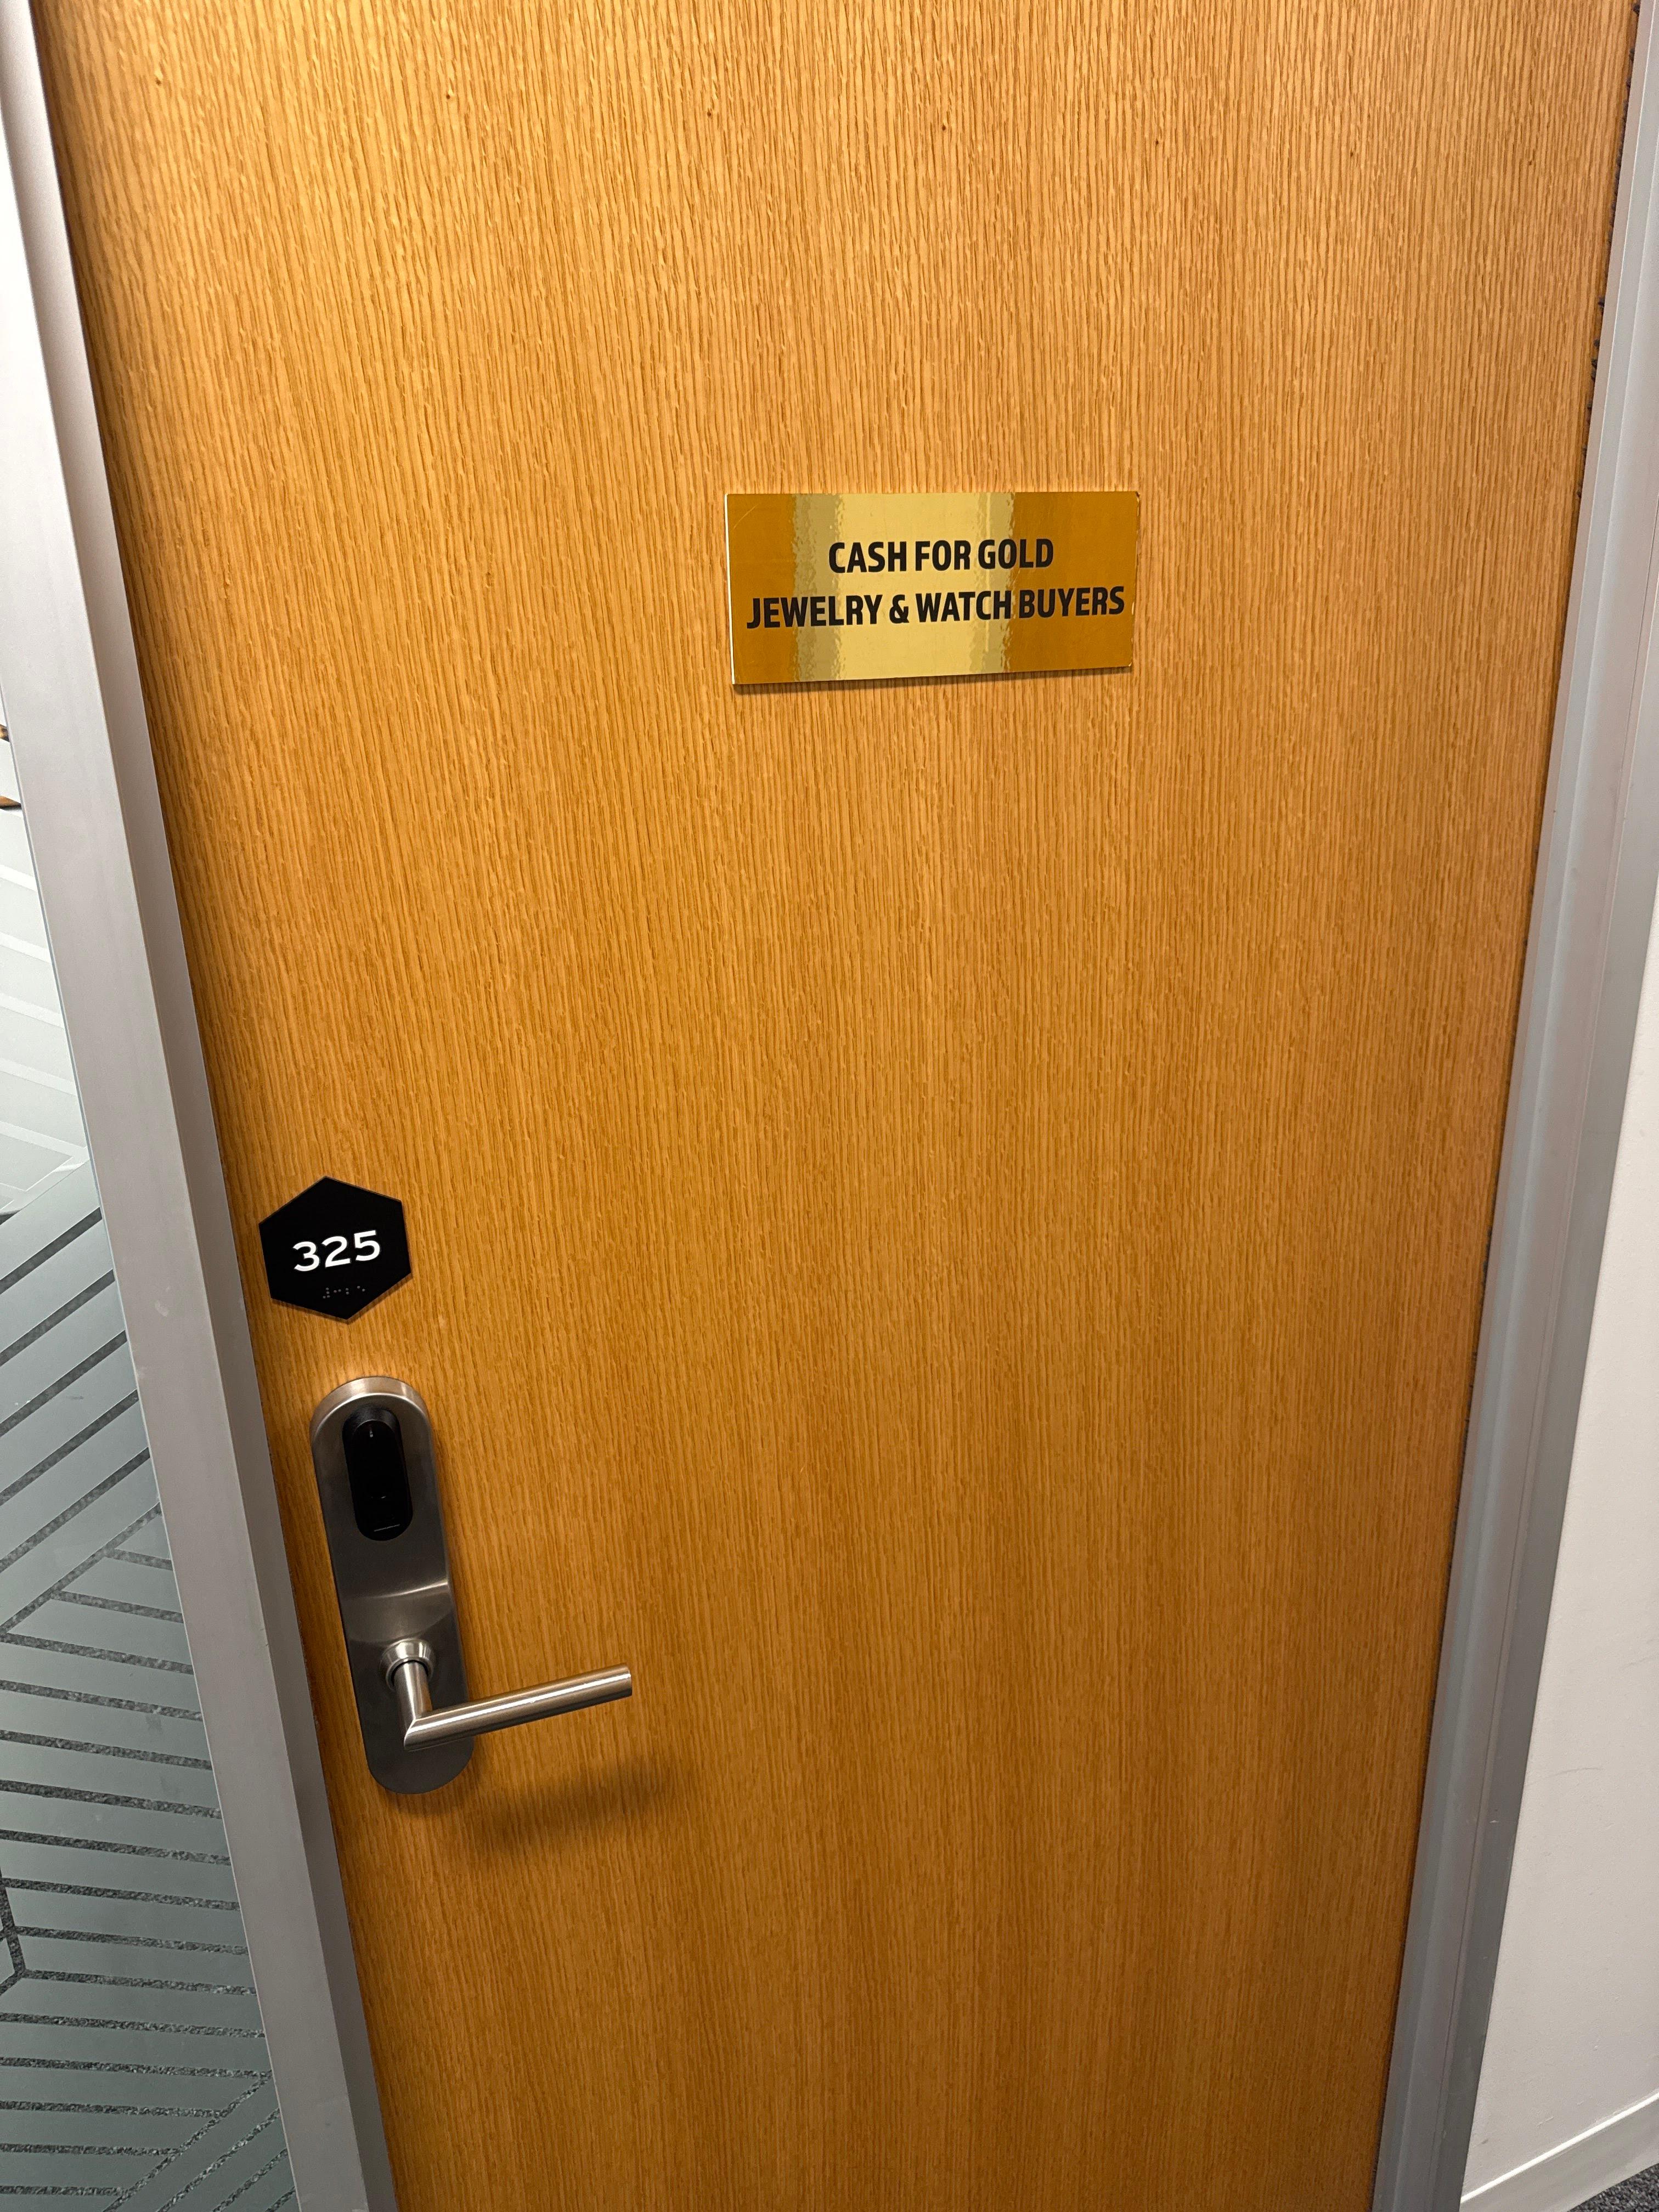 CASH FOR GOLD
JEWELRY & WATCH BUYERS
325